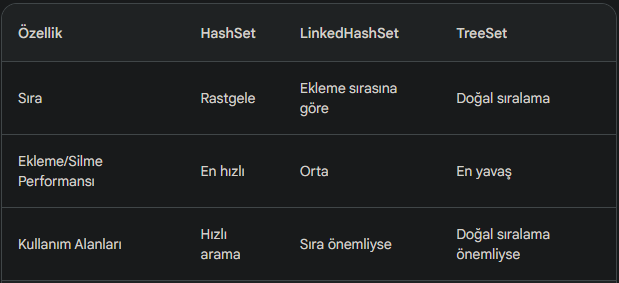 Özellik HashSet LinkedHashSet TreeSet
Sıra Rastgele Ekleme sırasına göre Doğal sıralama
Ekleme/Silme Performansı En hızlı Orta En yavaş
Kullanım Alanları Hızlı arama Sıra önemliyse Doğal sıralama önemliyse